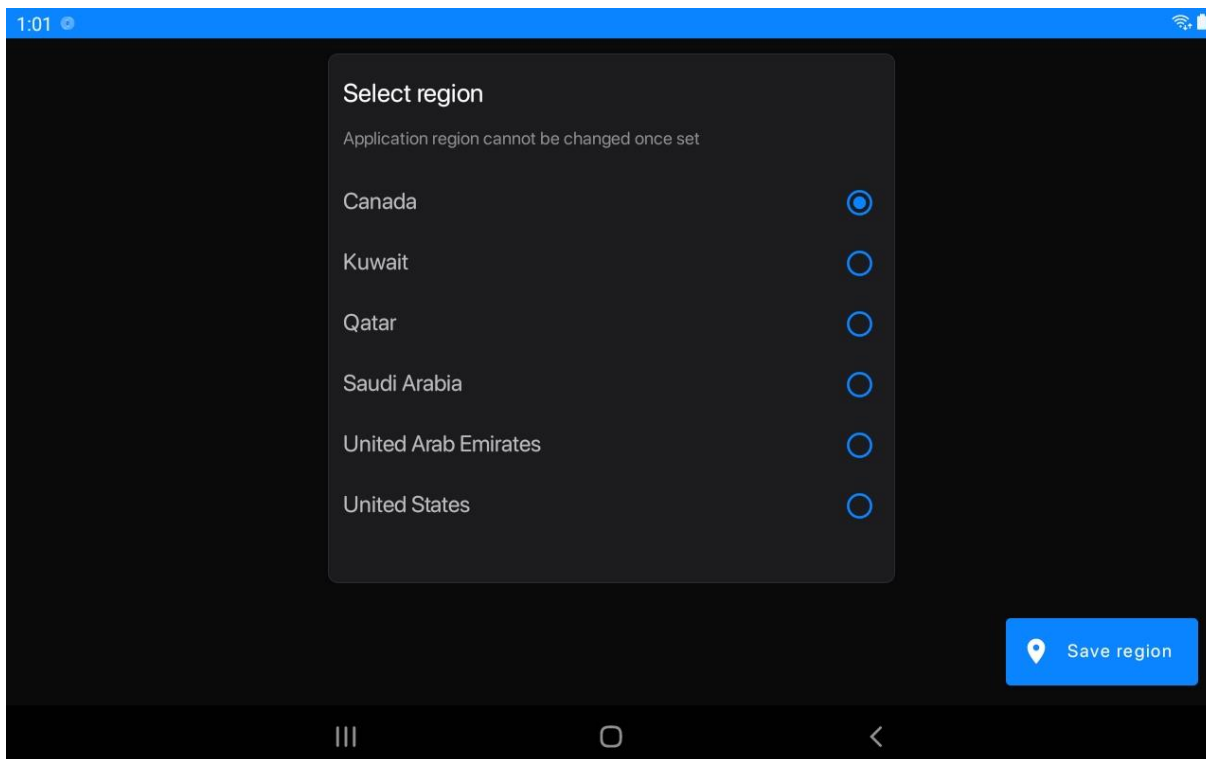 1:01
Select region
Application region cannot be changed once set
Canada
Kuwait
Qatar
Saudi Arabia
United Arab Emirates
United States
Save region